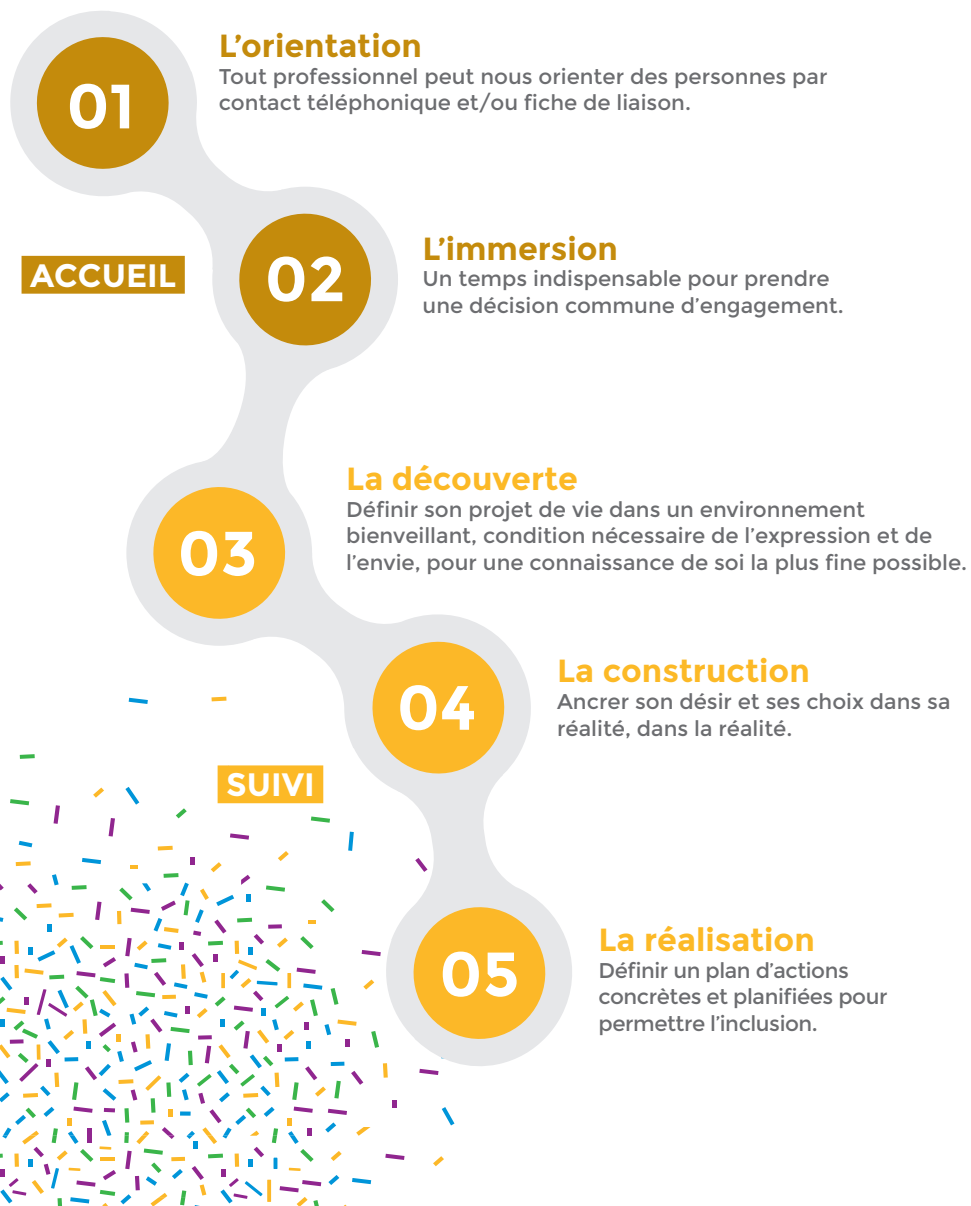 01
L'orientation
Tout professionnel peut nous orienter des personnes par
contact téléphonique et/ou fiche de liaison.
ACCUEIL
02
L'immersion
Un temps indispensable pour prendre
une décision commune d'engagement.
03
La découverte
Définir son projet de vie dans un environnement
bienveillant, condition nécessaire de l'expression et de
l'envie, pour une connaissance de soi la plus fine possible.
04
La construction
Ancrer son désir et ses choix dans sa
réalité, dans la réalité.
SUIVI
05
La réalisation
Définir un plan d'actions
concrètes et planifiées pour
permettre l'inclusion.